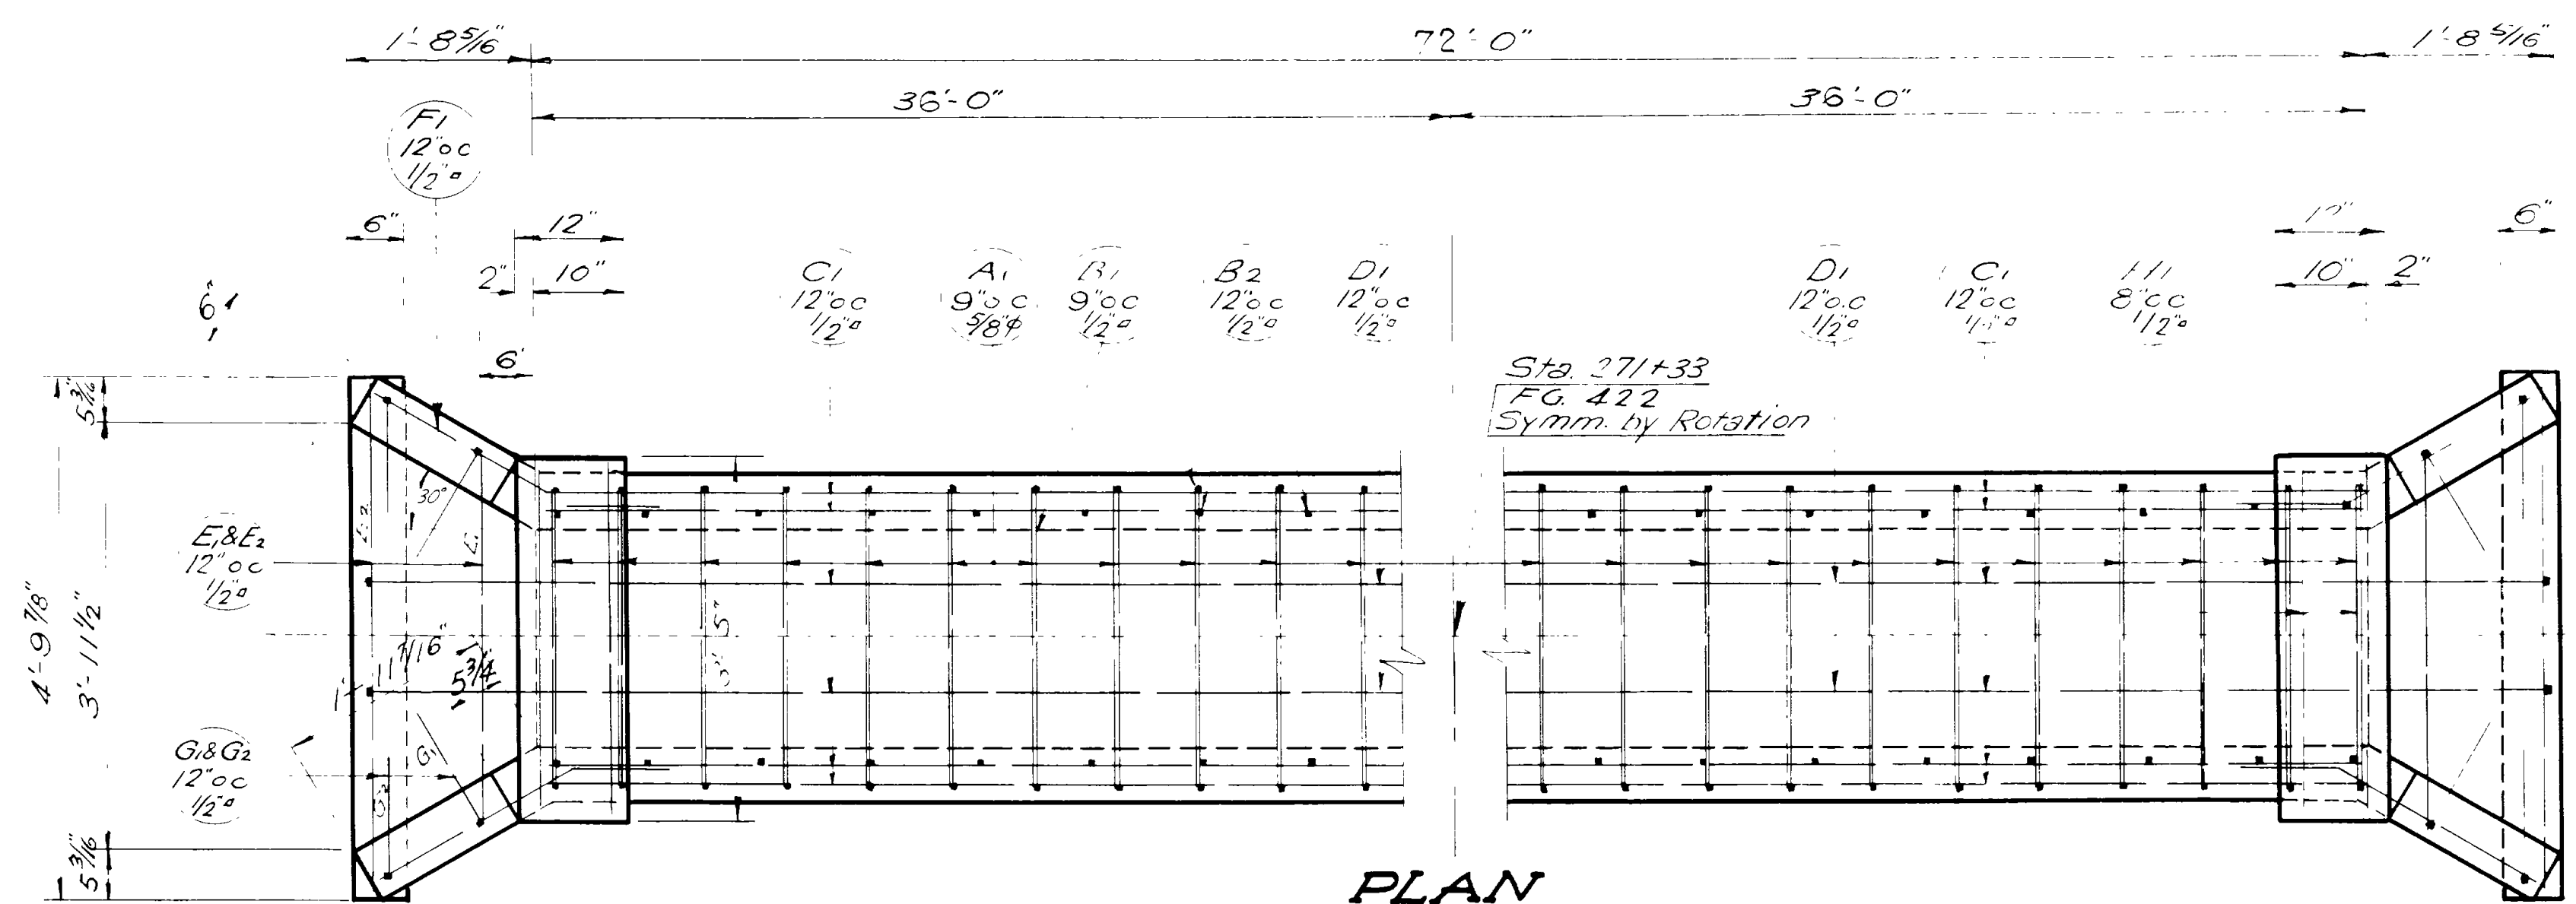 1'-8 5/16"
72'-0"
1'-8 5/16"
36'-0"
36'-0"
F1
12"oc
1/2"▫
6"
12"
2"
10"
6"
10"
2"
C1
12"oc
1/2"▫
A1
9"oc
5/8"φ
B1
9"oc
1/2"▫
B2
12"oc
1/2"▫
D1
12"oc
1/2"▫
D1
12"o.c
1/2"▫
C1
12"oc
H1
8"oc
1/2"▫
6'
Sta. 271+33
F.G. 422
Symm. by Rotation
5 3/16"
30°
E1
E1&E2
12"oc
1/2"▫
4'-9 7/8"
3'-11 1/2"
5 3/4
G1
G1&G2
12"oc
1/2"▫
5 3/16"
PLAN